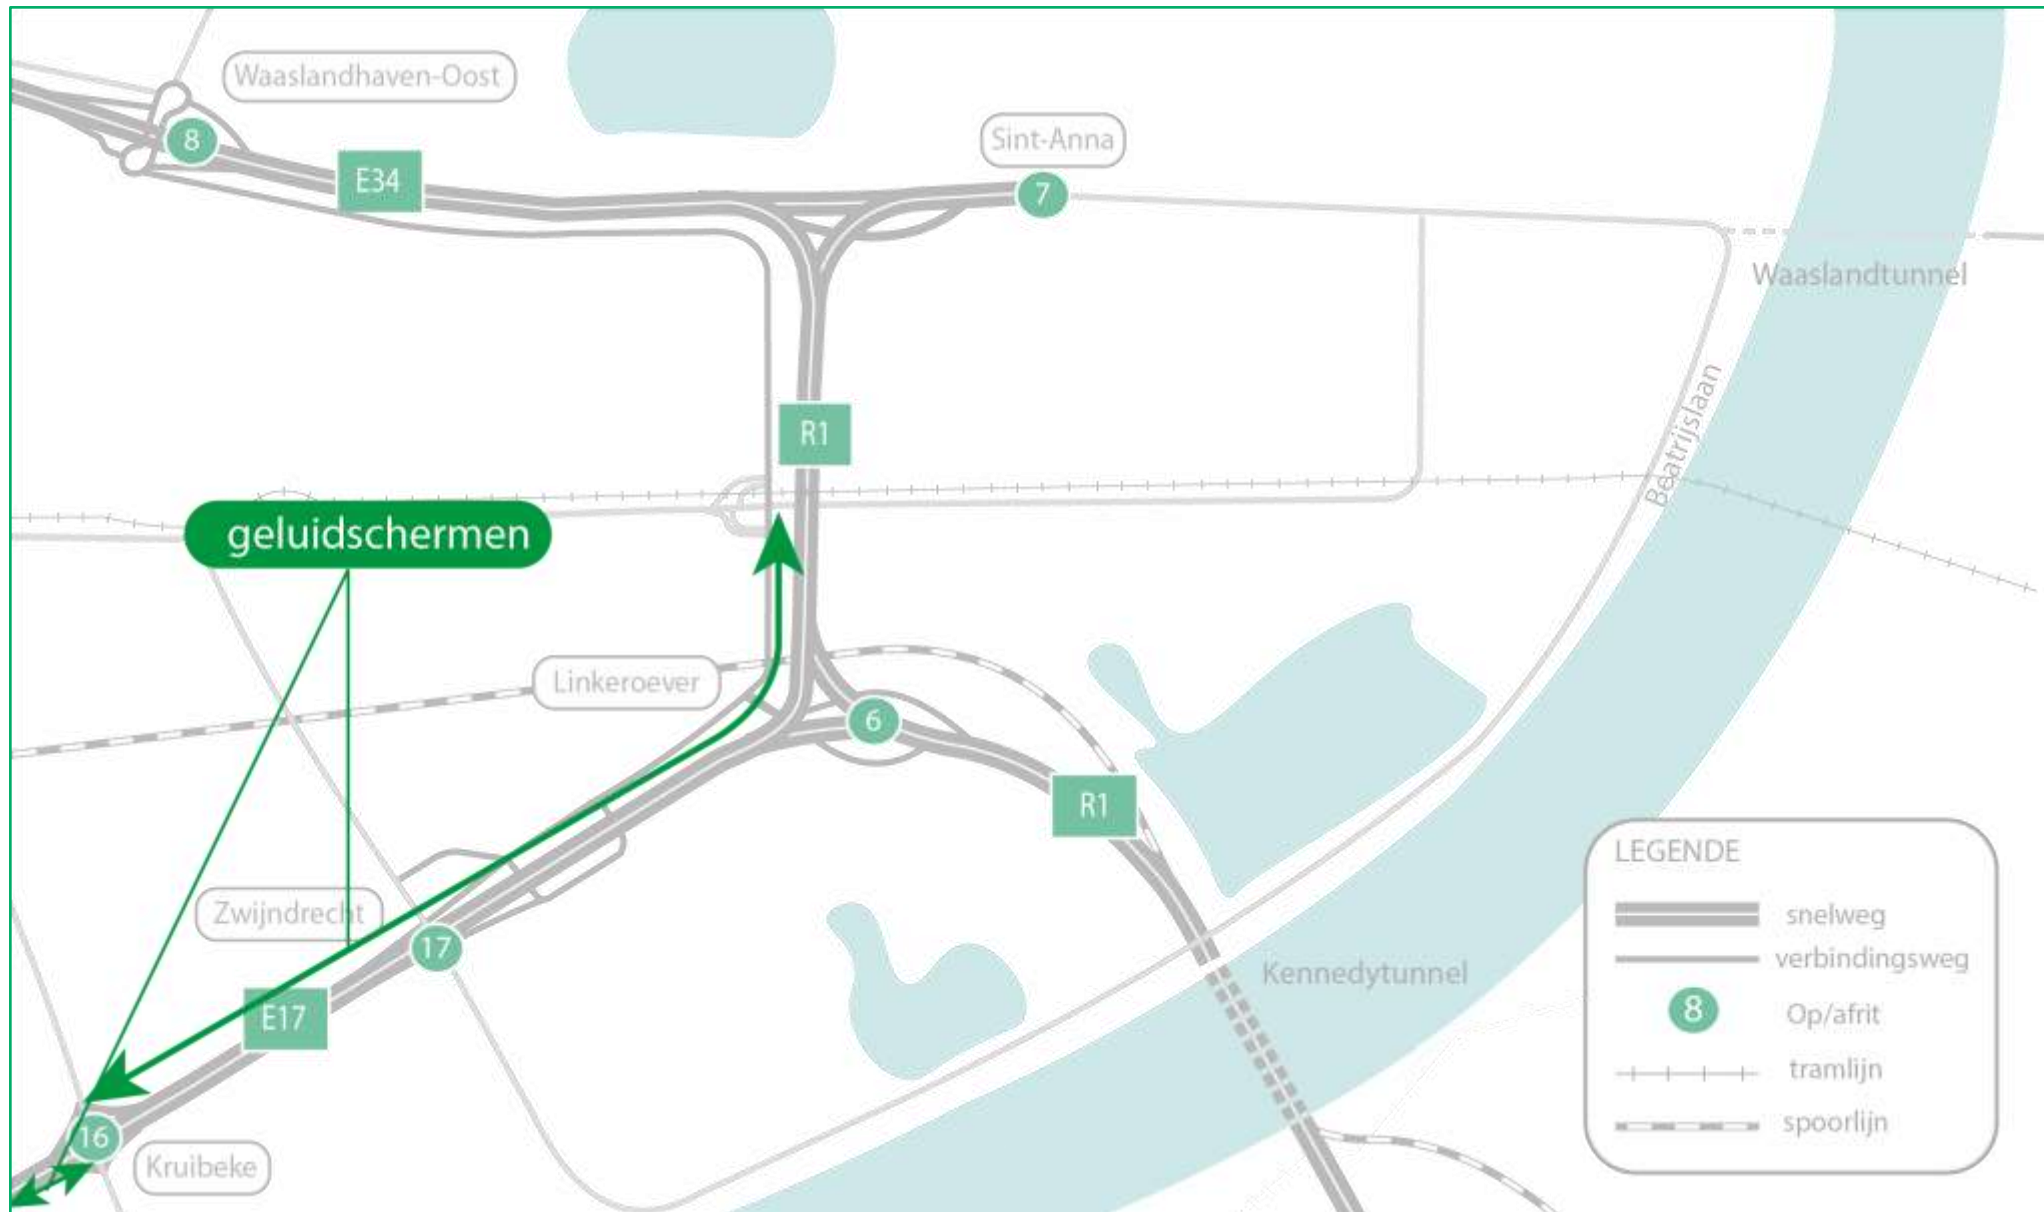 Waaslandhaven-Oost
Sint-Anna
8
E34
7
Waaslandtunnel
Beatrijslaan
R1
geluidschermen
Linkeroever
6
R1
Zwijndrecht
17
E17
Kennedytunnel
16
Kruibeke
LEGENDE
snelweg
verbindingsweg
8
Op/afrit
tramlijn
spoorlijn